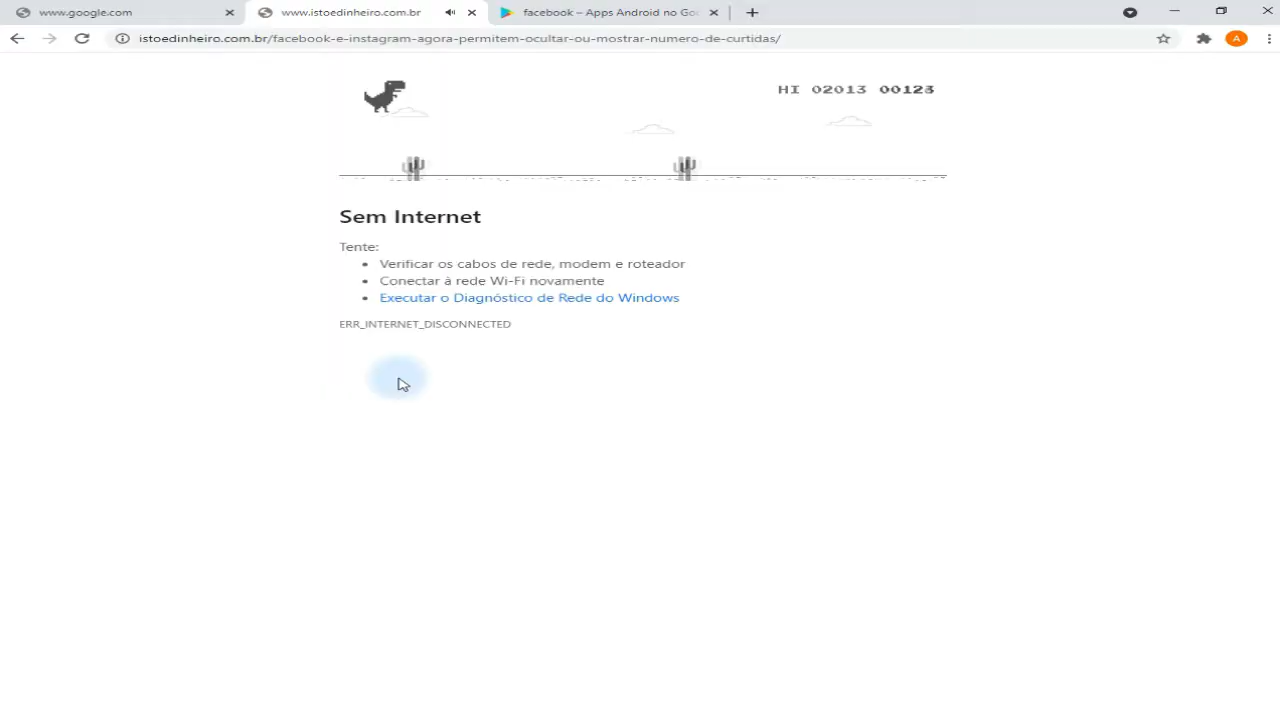 www.google.com
www.istoedinheiro.com.br
facebook – Apps Android no Go
istoedinheiro.com.br/facebook-e-instagram-agora-permitem-ocultar-ou-mostrar-numero-de-curtidas/
A
HI 02013 00123
Sem Internet
Tente:
Verificar os cabos de rede, modem e roteador
Conectar à rede Wi-Fi novamente
Executar o Diagnóstico de Rede do Windows
ERR_INTERNET_DISCONNECTED